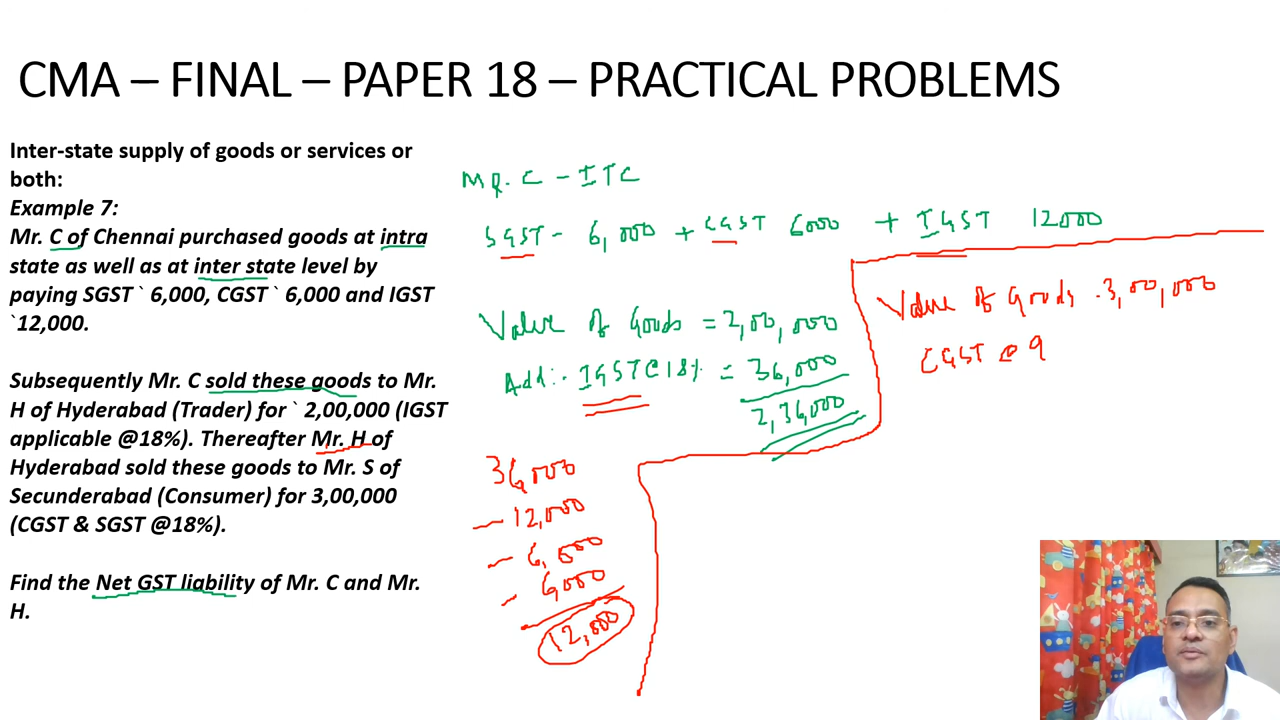 CMA – FINAL – PAPER 18 – PRACTICAL PROBLEMS
Inter-state supply of goods or services or
both:
Example 7:
Mr. C of Chennai purchased goods at intra
state as well as at inter state level by
paying SGST ` 6,000, CGST ` 6,000 and IGST
`12,000.
Subsequently Mr. C sold these goods to Mr.
H of Hyderabad (Trader) for ` 2,00,000 (IGST
applicable @18%). Thereafter Mr. H of
Hyderabad sold these goods to Mr. S of
Secunderabad (Consumer) for 3,00,000
(CGST & SGST @18%).
Find the Net GST liability of Mr. C and Mr.
H.
MR. C - ITC
SGST - 6,000 + CGST 6000 + IGST 12000
Value of Goods = 2,00,000
Add:- IGST@18% = 36,000
2,36,000
36,000
- 12,000
- 6,000
- 6000
12,000
Value of Goods . 3,00,000
CGST @ 9